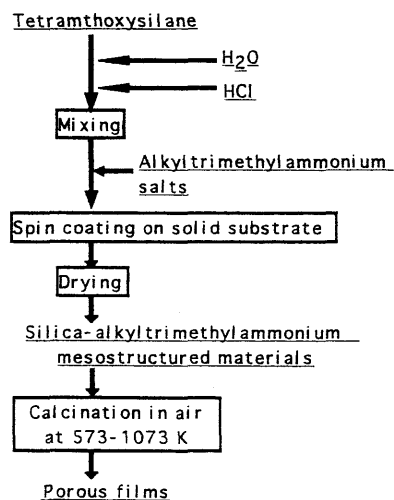 Tetramthoxysilane
H2O
HCl
Mixing
Alkyltrimethylammonium
salts
Spin coating on solid substrate
Drying
Silica-alkyltrimethylammonium
mesostructured materials
Calcination in air
at 573-1073 K
Porous films